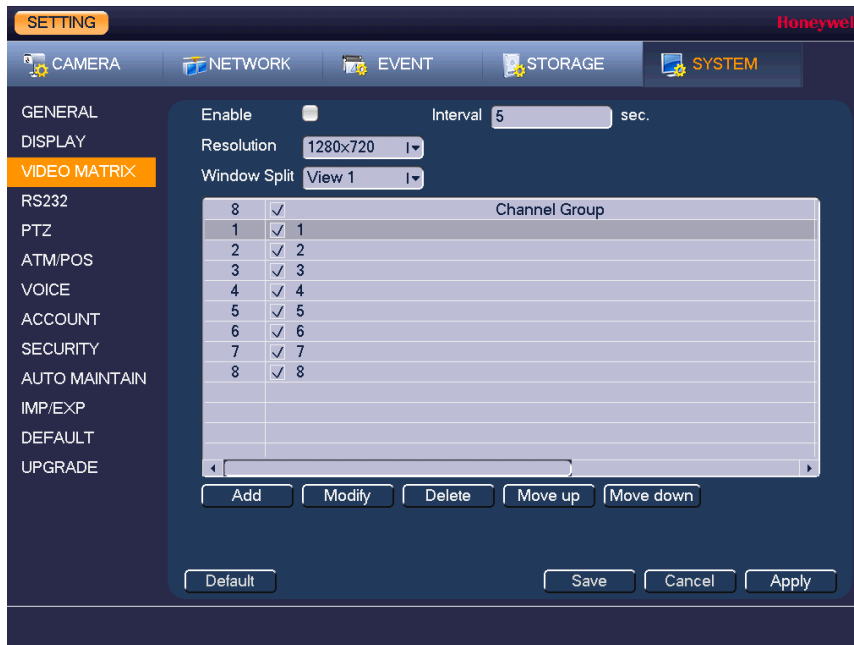 SETTING
Honeywell
CAMERA NETWORK EVENT STORAGE SYSTEM
GENERAL
DISPLAY
VIDEO MATRIX
RS232
PTZ
ATM/POS
VOICE
ACCOUNT
SECURITY
AUTO MAINTAIN
IMP/EXP
DEFAULT
UPGRADE
Enable Interval 5 sec.
Resolution 1280×720
Window Split View 1
8 Channel Group
1 1
2 2
3 3
4 4
5 5
6 6
7 7
8 8
Add Modify Delete Move up Move down
Default Save Cancel Apply